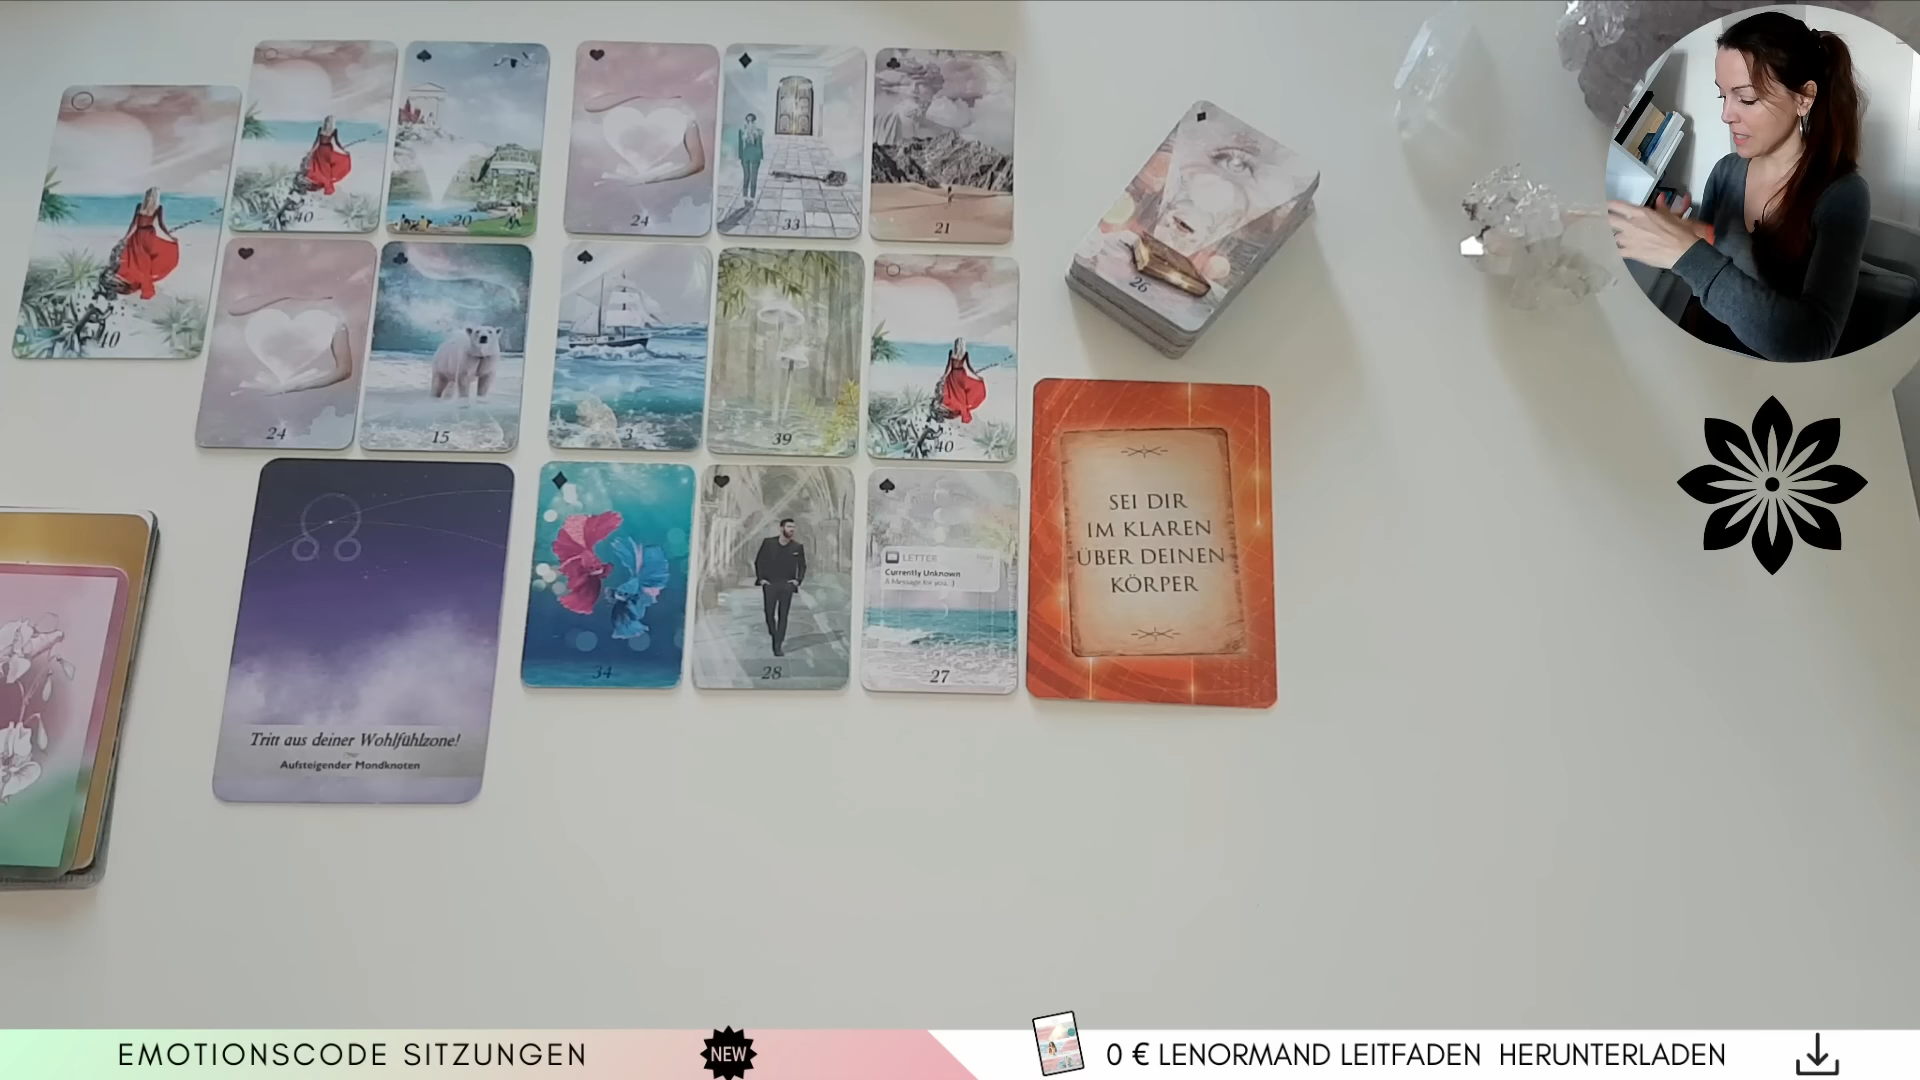 40
20
24
33
21
40
26
24
15
3
39
40
SEI DIR
IM KLAREN
ÜBER DEINEN
KÖRPER
LETTER
Currently Unknown
A Message for you. :)
34
28
27
Tritt aus deiner Wohlfühlzone!
Aufsteigender Mondknoten
EMOTIONSCODE SITZUNGEN
NEW
0 € LENORMAND LEITFADEN HERUNTERLADEN